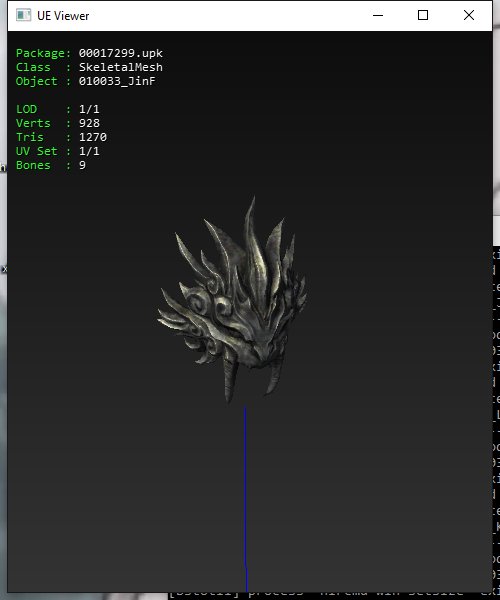 UE Viewer
Package: 00017299.upk
Class : SkeletalMesh
Object : 010033_JinF
LOD : 1/1
Verts : 928
Tris : 1270
UV Set : 1/1
Bones : 9